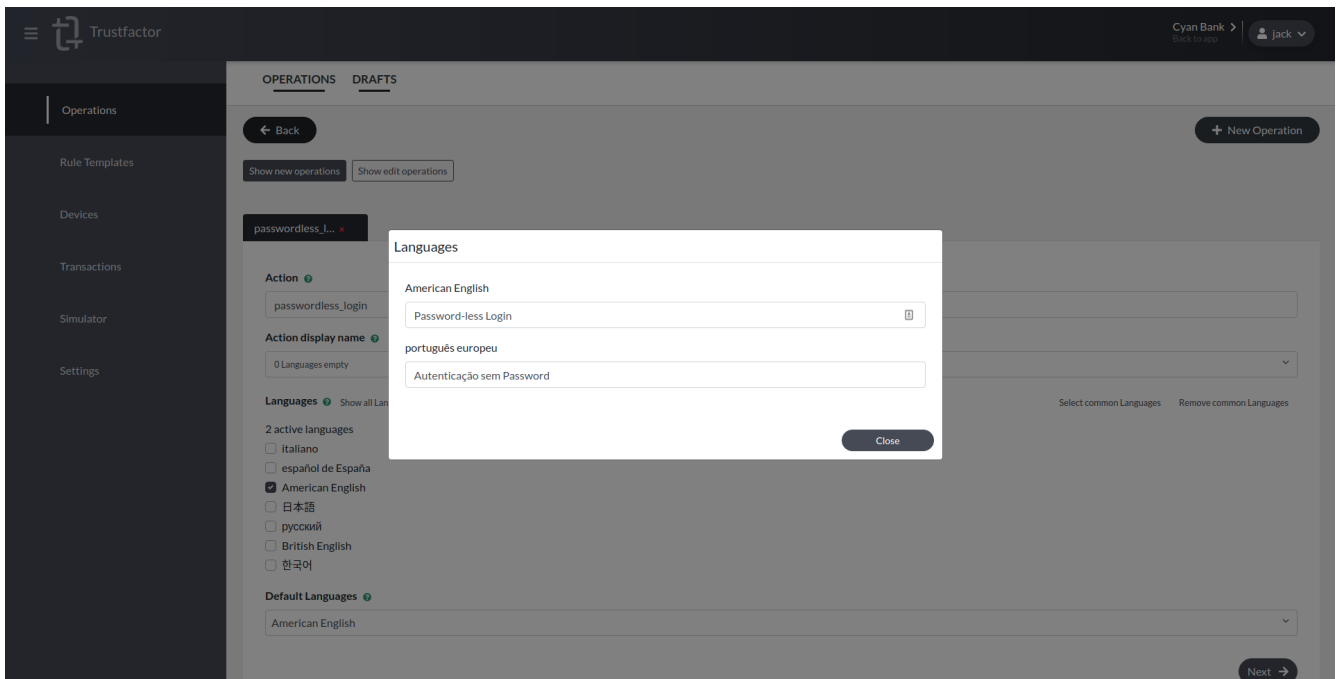 Trustfactor
Cyan Bank
Back to app
jack
OPERATIONS DRAFTS
Operations
Rule Templates
Devices
Transactions
Simulator
Settings
Back
New Operation
Show new operations Show edit operations
passwordless_l... ×
Action
passwordless_login
Action display name
0 Languages empty
Languages Show all Lan
Select common Languages Remove common Languages
2 active languages
italiano
español de España
American English
日本語
русский
British English
한국어
Default Languages
American English
Next
Languages
American English
Password-less Login
português europeu
Autenticação sem Password
Close